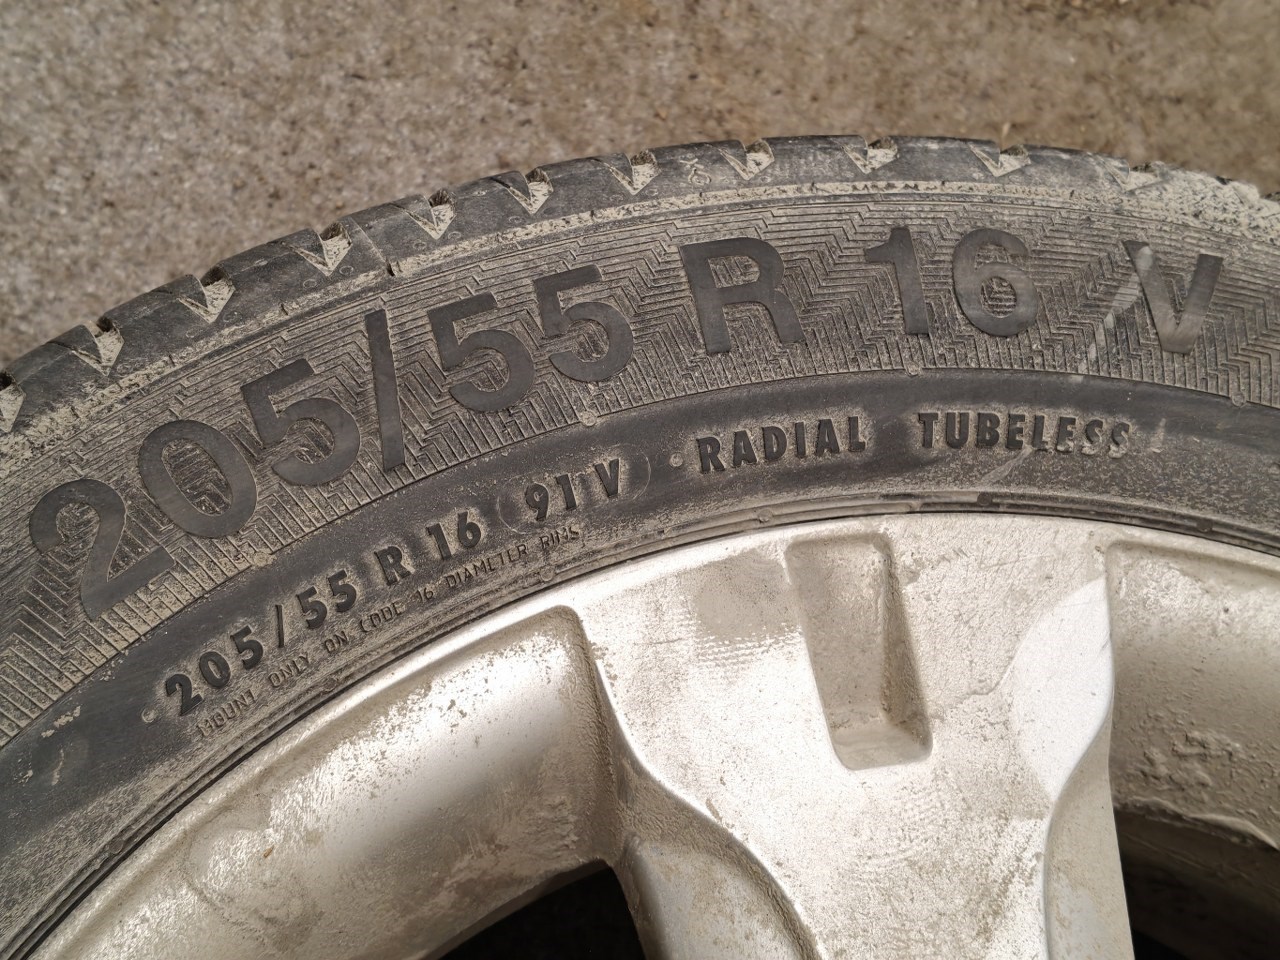 205/55 R 16 V
205/55 R 16 91V RADIAL TUBELESS
MOUNT ONLY ON CODE 16 DIAMETER RIMS